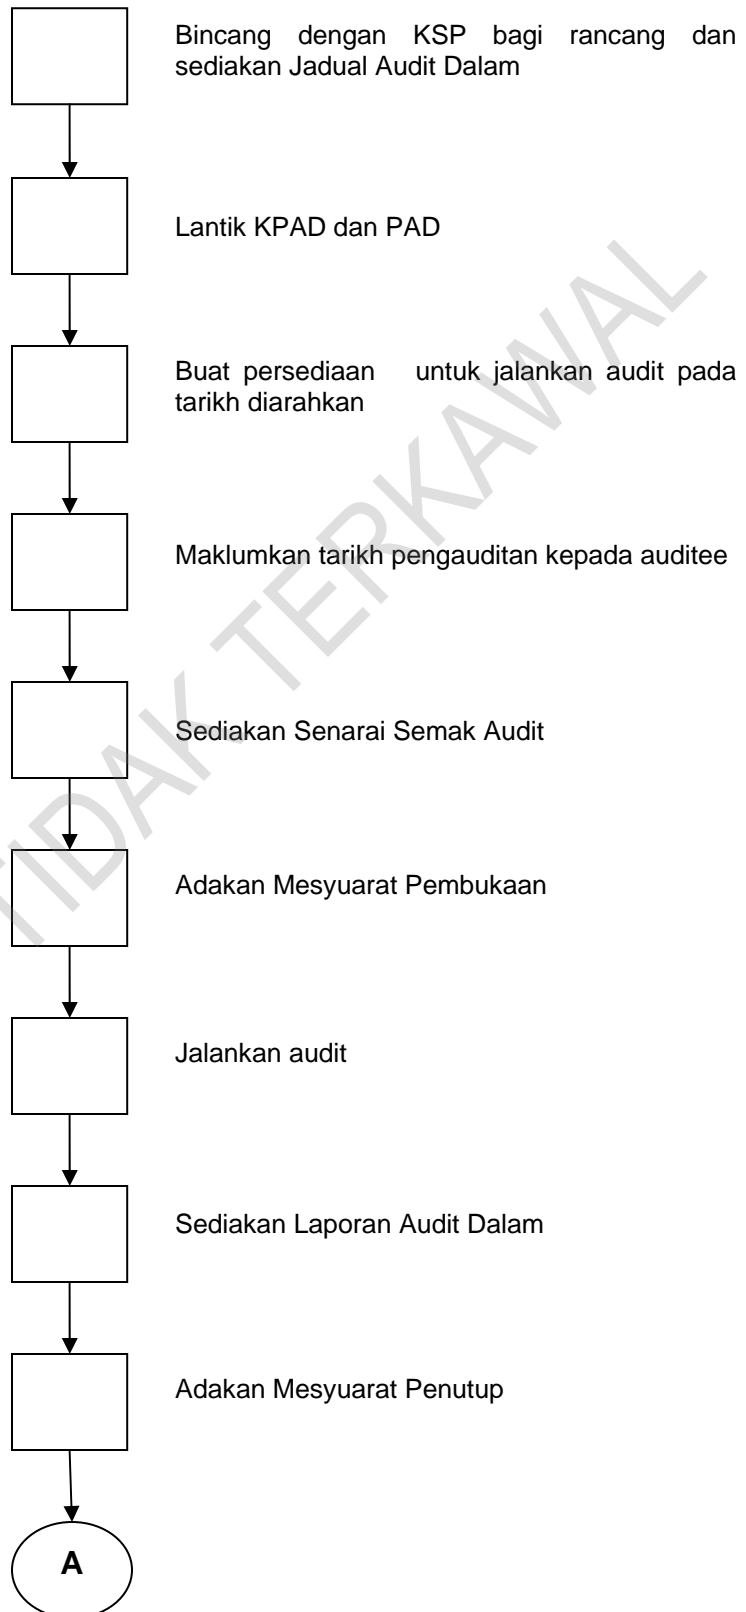 Bincang dengan KSP bagi rancang dan
sediakan Jadual Audit Dalam
Lantik KPAD dan PAD
Buat persediaan untuk jalankan audit pada
tarikh diarahkan
Maklumkan tarikh pengauditan kepada auditee
Sediakan Senarai Semak Audit
Adakan Mesyuarat Pembukaan
Jalankan audit
Sediakan Laporan Audit Dalam
Adakan Mesyuarat Penutup
A
TIDAK TERKAWAL